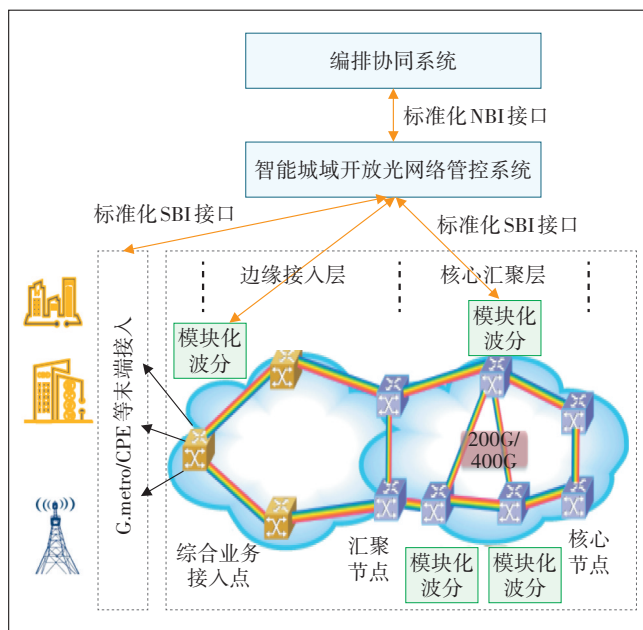 编排协同系统
标准化NBI接口
智能城域开放光网络管控系统
标准化SBI接口
标准化SBI接口
边缘接入层
核心汇聚层
模块化
波分
模块化
波分
G.metro/CPE等末端接入
200G/
400G
综合业务
接入点
汇聚
节点
核心
节点
模块化
波分
模块化
波分